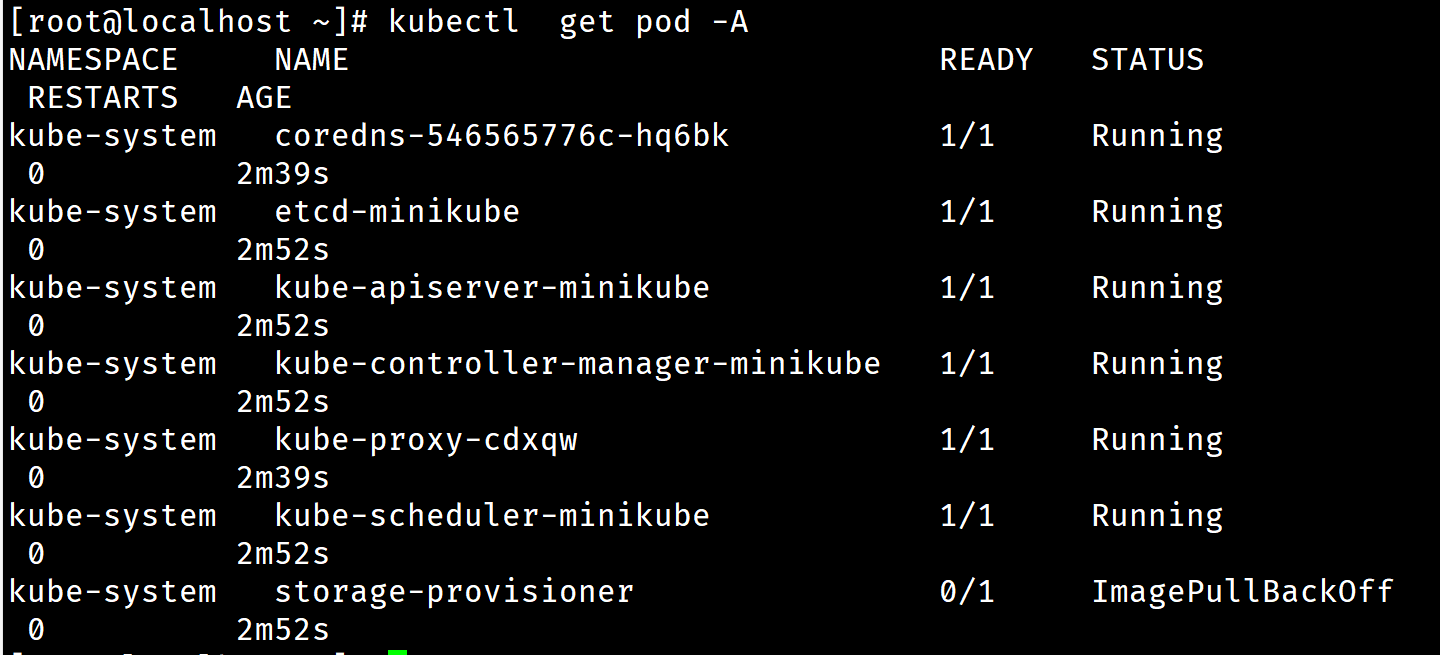 [root@localhost ~]# kubectl  get pod -A
NAMESPACE     NAME                               READY   STATUS
 RESTARTS   AGE
kube-system   coredns-546565776c-hq6bk           1/1     Running
 0          2m39s
kube-system   etcd-minikube                      1/1     Running
 0          2m52s
kube-system   kube-apiserver-minikube            1/1     Running
 0          2m52s
kube-system   kube-controller-manager-minikube   1/1     Running
 0          2m52s
kube-system   kube-proxy-cdxqw                   1/1     Running
 0          2m39s
kube-system   kube-scheduler-minikube            1/1     Running
 0          2m52s
kube-system   storage-provisioner                0/1     ImagePullBackOff
 0          2m52s